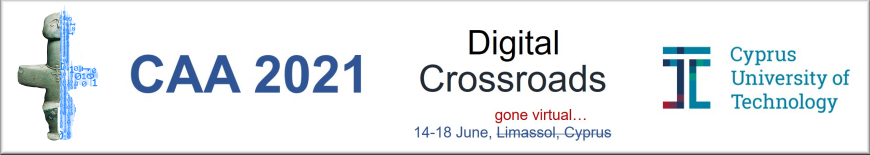 CAA 2021
Digital
Crossroads
gone virtual…
14-18 June, Limassol, Cyprus
Cyprus
University of
Technology